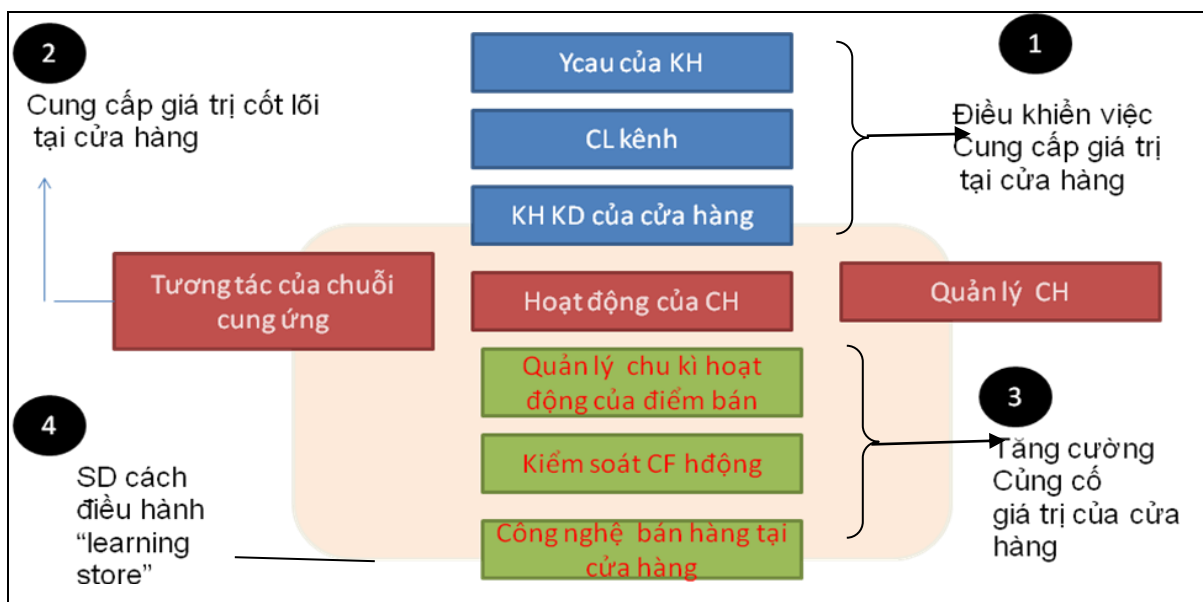 2
Cung cấp giá trị cốt lõi
tại cửa hàng
Ycau của KH
CL kênh
KH KD của cửa hàng
1
Điều khiển việc
Cung cấp giá trị
tại cửa hàng
Tương tác của chuỗi
cung ứng
Hoạt động của CH
Quản lý CH
Quản lý chu kì hoạt
động của điểm bán
Kiểm soát CF hđộng
Công nghệ bán hàng tại
cửa hàng
3
Tăng cường
Củng cố
giá trị của cửa
hàng
4
SD cách
điều hành
“learning
store”